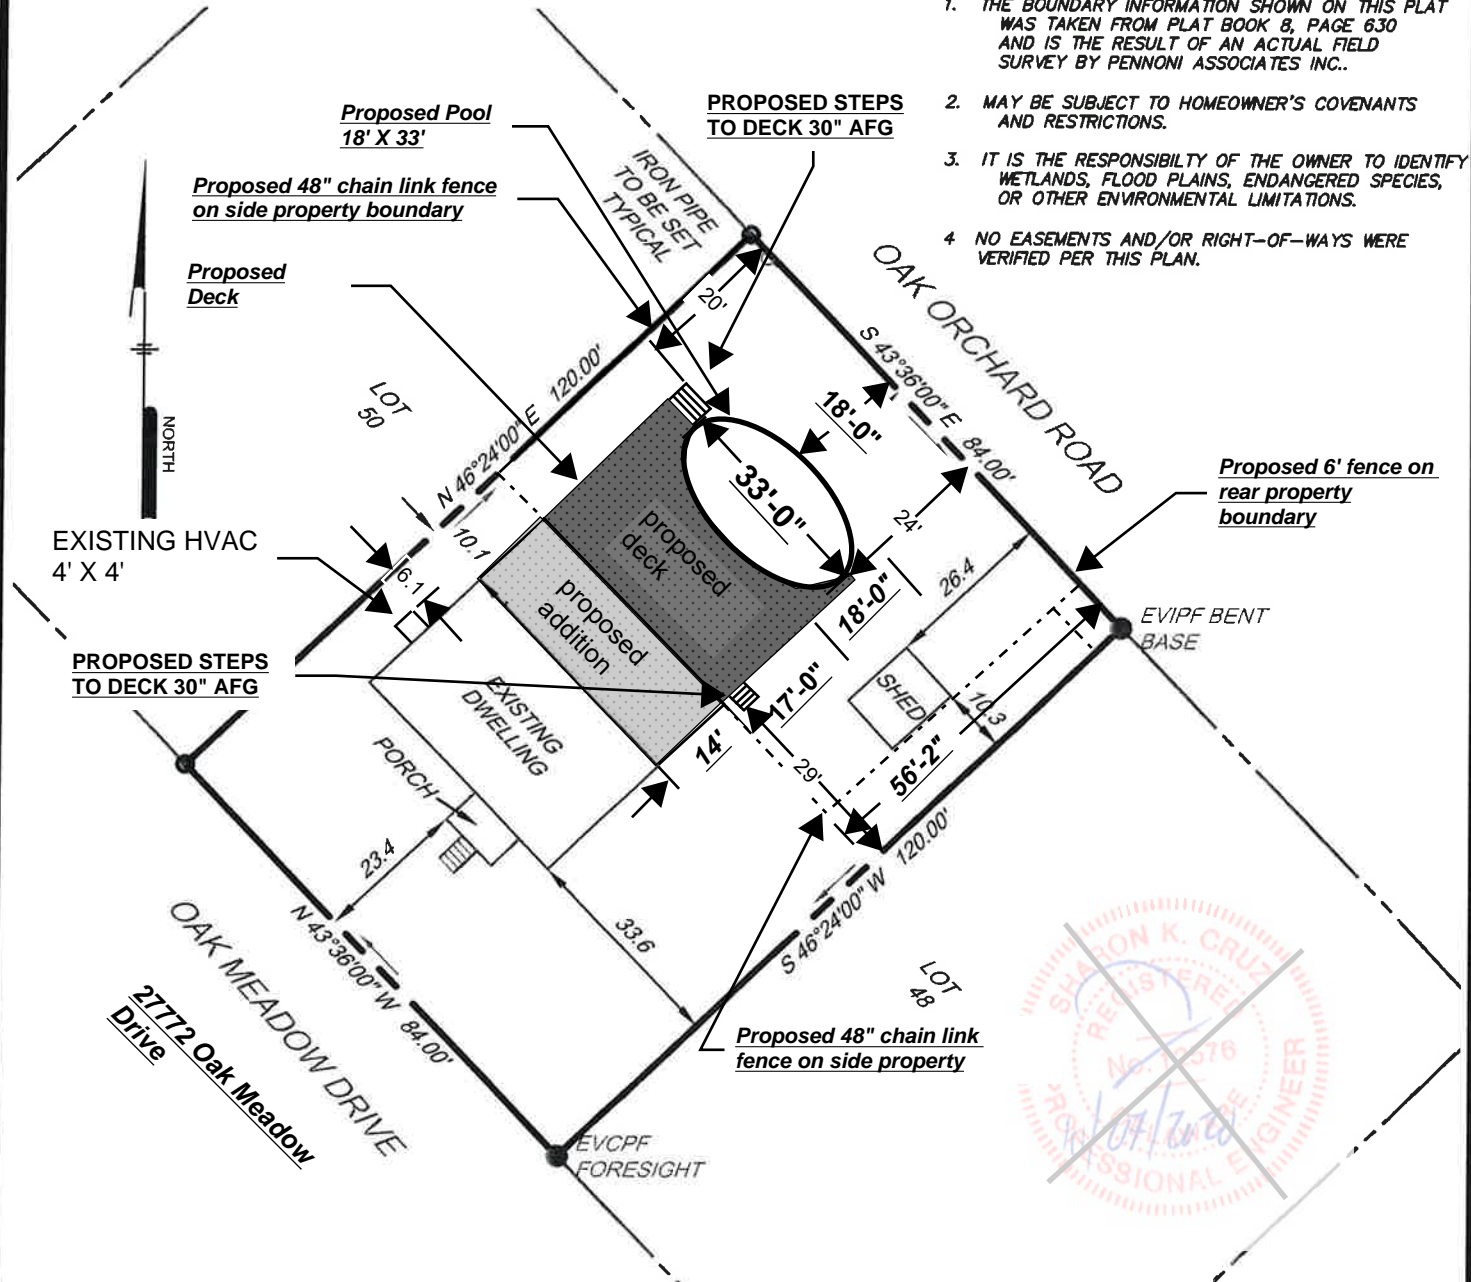 1. THE BOUNDARY INFORMATION SHOWN ON THIS PLAT
WAS TAKEN FROM PLAT BOOK 8, PAGE 630
AND IS THE RESULT OF AN ACTUAL FIELD
SURVEY BY PENNONI ASSOCIATES INC..
2. MAY BE SUBJECT TO HOMEOWNER'S COVENANTS
AND RESTRICTIONS.
3. IT IS THE RESPONSIBILTY OF THE OWNER TO IDENTIFY
WETLANDS, FLOOD PLAINS, ENDANGERED SPECIES,
OR OTHER ENVIRONMENTAL LIMITATIONS.
4 NO EASEMENTS AND/OR RIGHT-OF-WAYS WERE
VERIFIED PER THIS PLAN.
Proposed Pool
18' X 33'
PROPOSED STEPS
TO DECK 30" AFG
Proposed 48" chain link fence
on side property boundary
IRON PIPE
TO BE SET
TYPICAL
Proposed
Deck
NORTH
20'
OAK ORCHARD ROAD
S 43°36'00" E
84.00'
LOT
50
N 46°24'00" E
120.00'
18'-0"
33'-0"
24'
Proposed 6' fence on
rear property
boundary
EXISTING HVAC
4' X 4'
10.1
6.1
proposed
deck
proposed
addition
26.4
18'-0"
EVIPF BENT
BASE
PROPOSED STEPS
TO DECK 30" AFG
EXISTING
DWELLING
17'-0"
14'
SHED
10.3
29'
56'-2"
PORCH
23.4
33.6
120.00'
S 46°24'00" W
N 43°36'00" W
84.00'
OAK MEADOW DRIVE
27772 Oak Meadow
Drive
LOT
48
Proposed 48" chain link
fence on side property
EVCPF
FORESIGHT
SHARON K. CRUZ
REGISTERED
No.
PROFESSIONAL ENGINEER